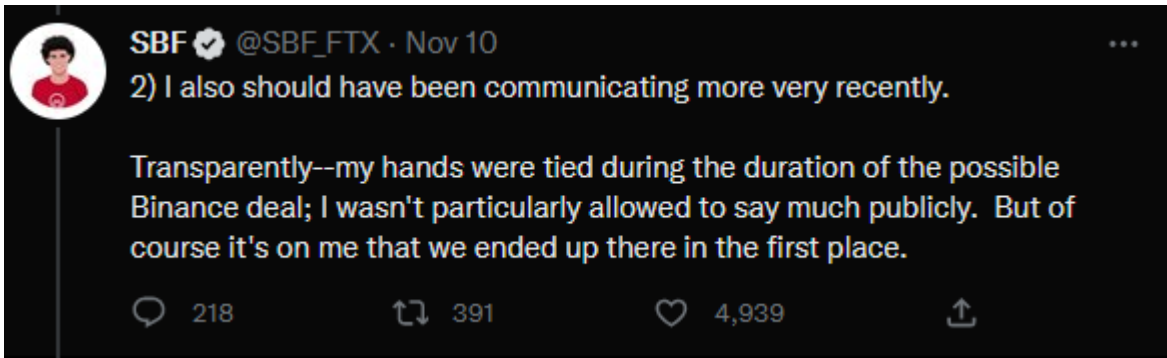 SBF @SBF_FTX · Nov 10
2) I also should have been communicating more very recently.
Transparently--my hands were tied during the duration of the possible
Binance deal; I wasn't particularly allowed to say much publicly.  But of
course it's on me that we ended up there in the first place.
218 391 4,939